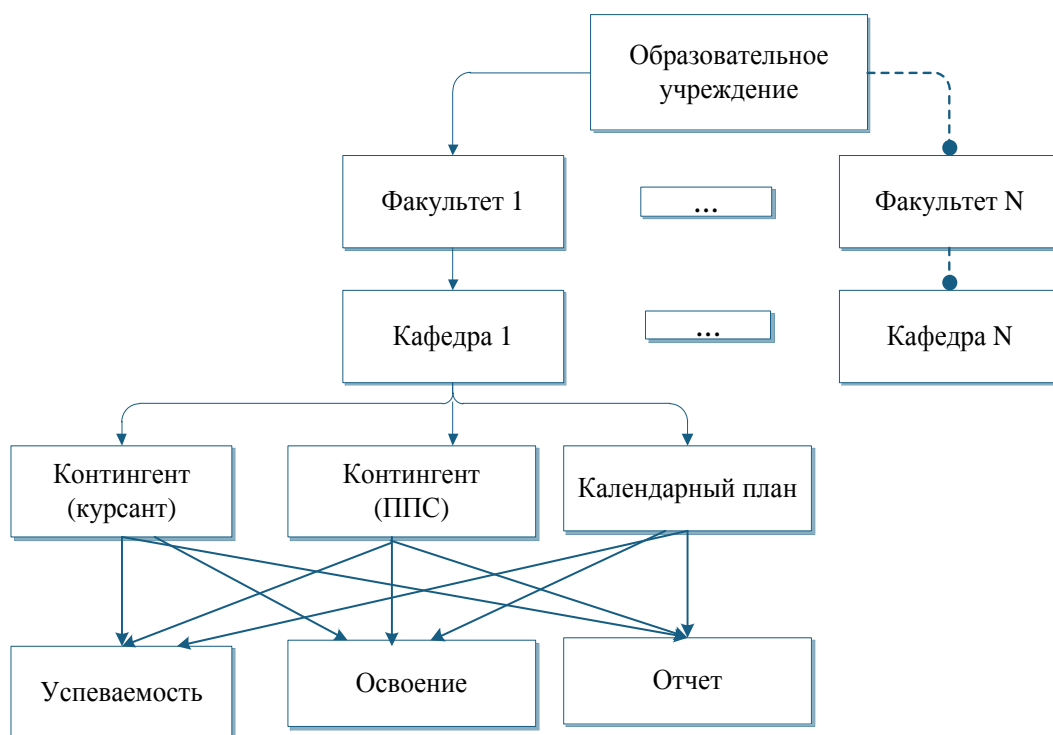 Образовательное
учреждение
Факультет 1
...
Факультет N
Кафедра 1
...
Кафедра N
Контингент
(курсант)
Контингент
(ППС)
Календарный план
Успеваемость
Освоение
Отчет